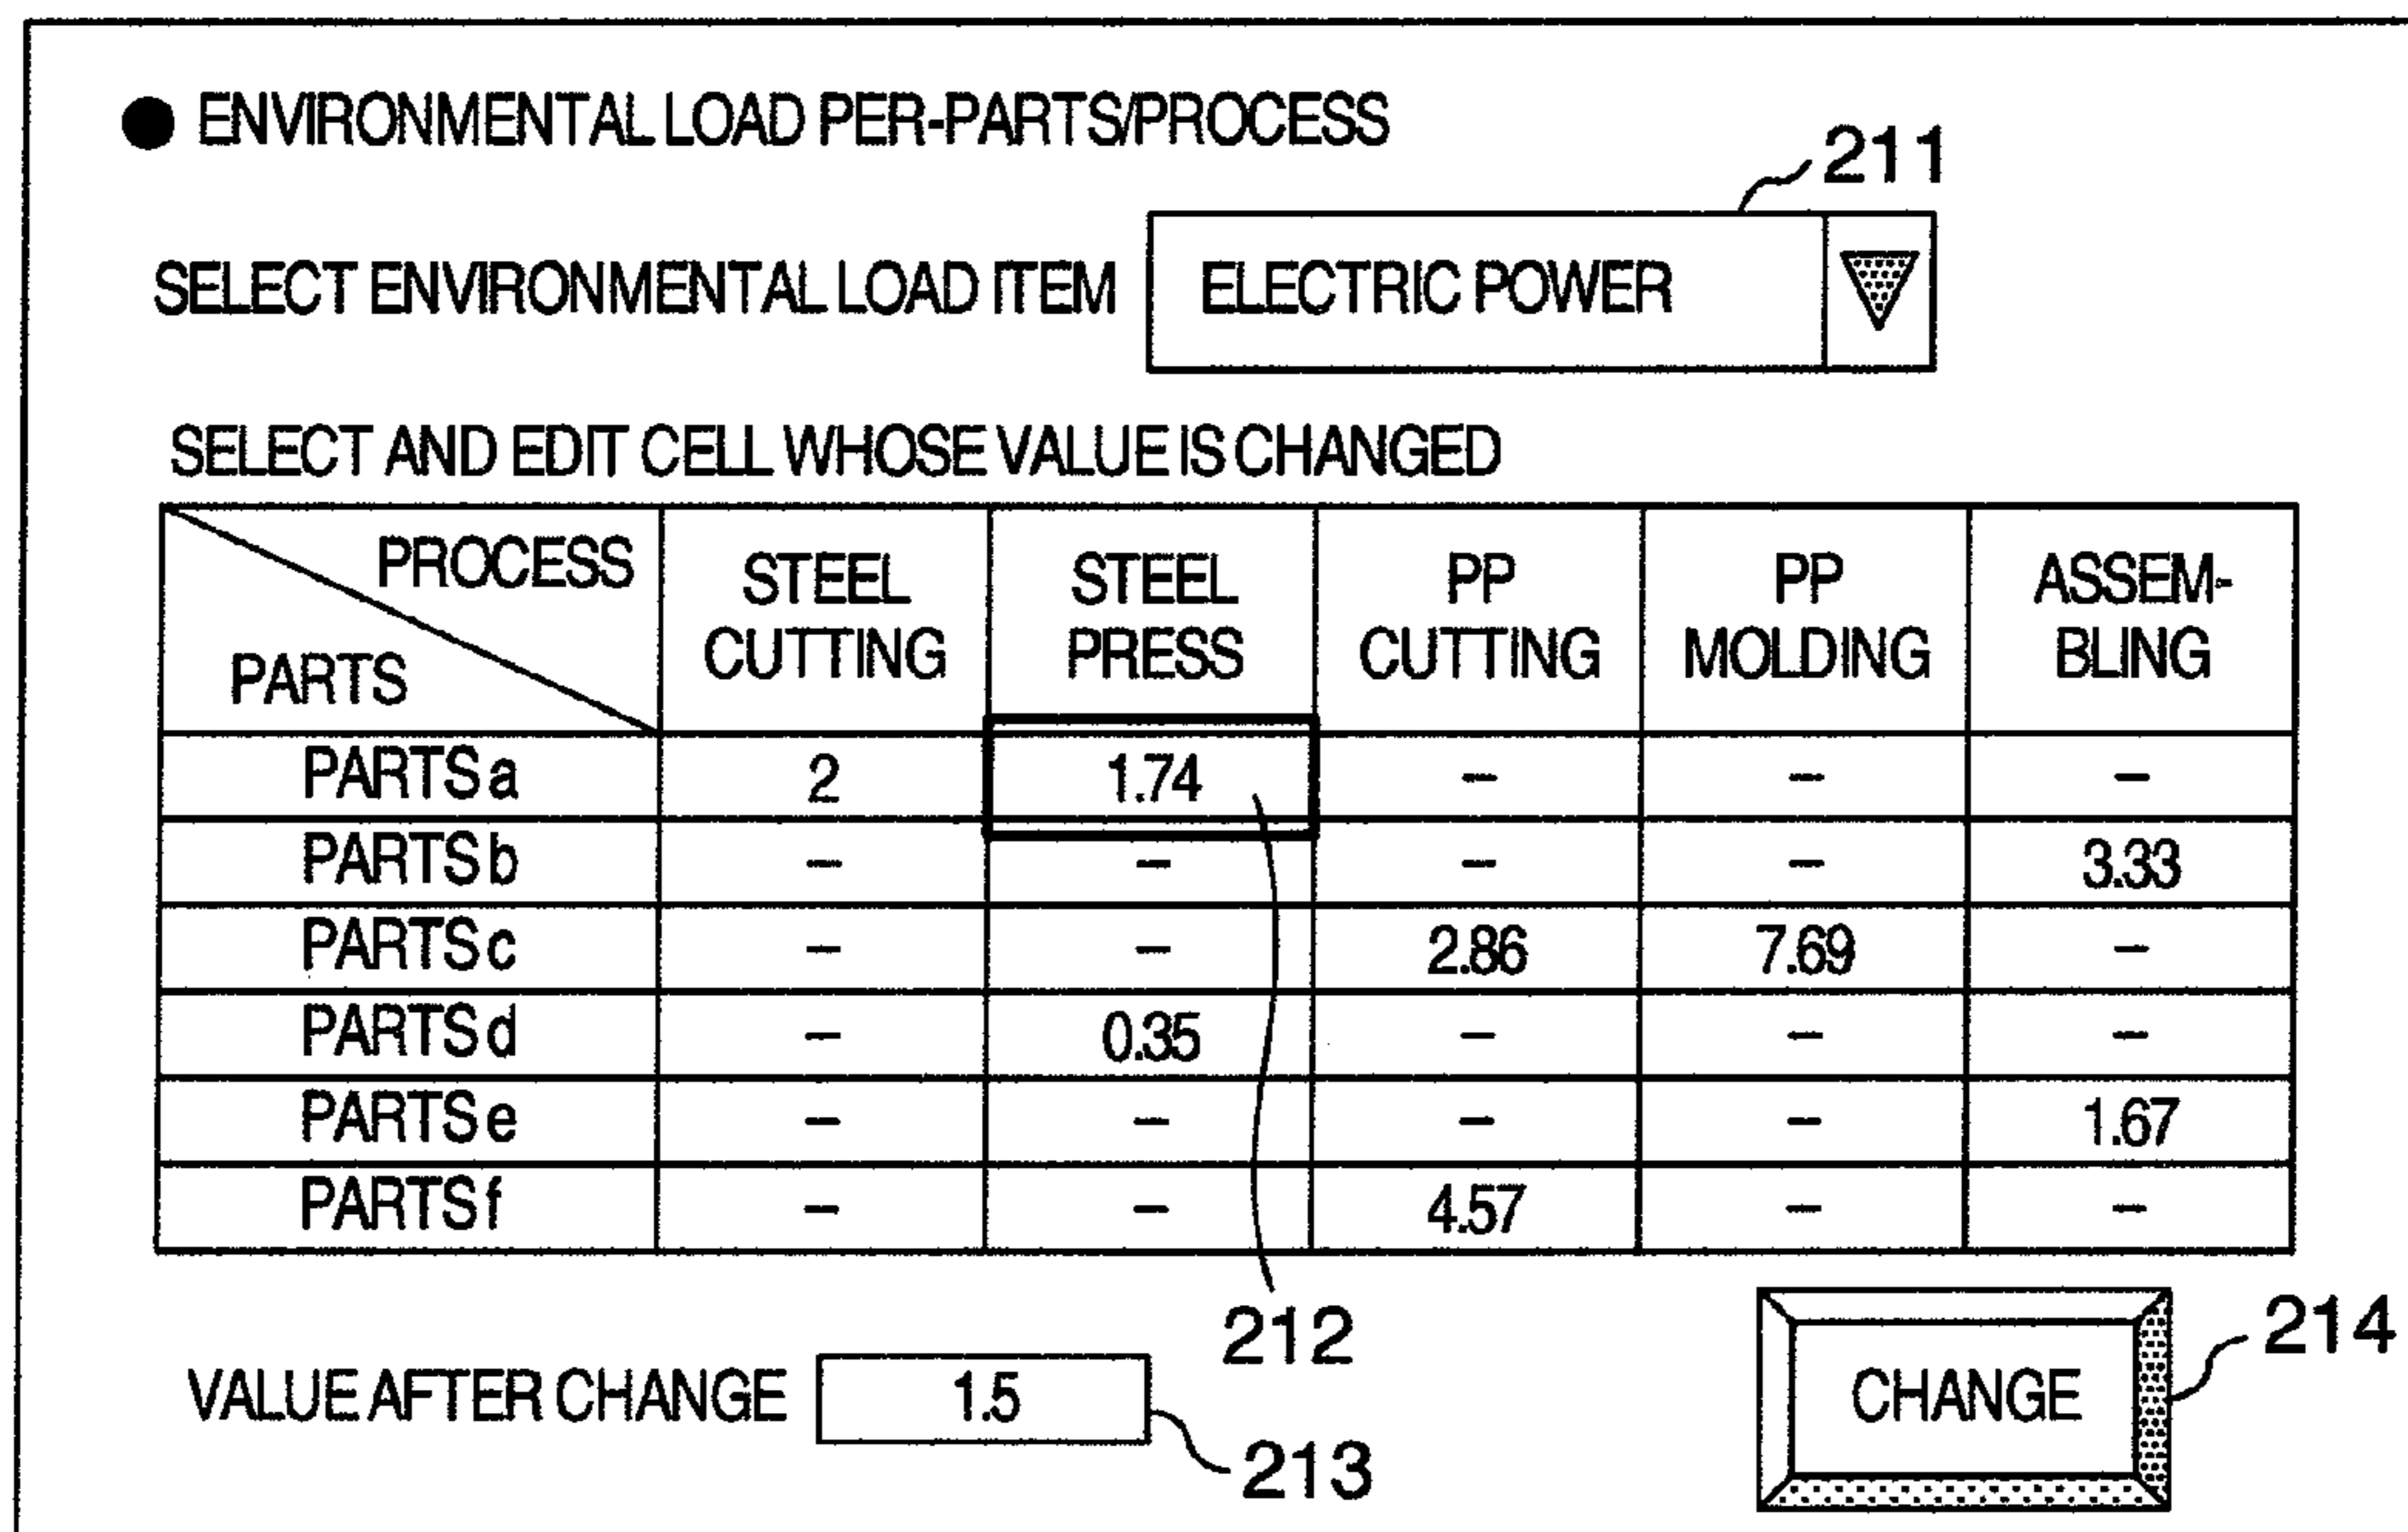 ● ENVIRONMENTAL LOAD PER-PARTS/PROCESS
211
SELECT ENVIRONMENTAL LOAD ITEM ELECTRIC POWER
SELECT AND EDIT CELL WHOSE VALUE IS CHANGED
PROCESS
PARTS
STEEL CUTTING
STEEL PRESS
PP CUTTING
PP MOLDING
ASSEM-BLING
PARTS a 2 1.74 – – –
PARTS b – – – – 3.33
PARTS c – – 2.86 7.69 –
PARTS d – 0.35 – – –
PARTS e – – – – 1.67
PARTS f – – 4.57 – –
212
214
VALUE AFTER CHANGE 1.5
CHANGE
213